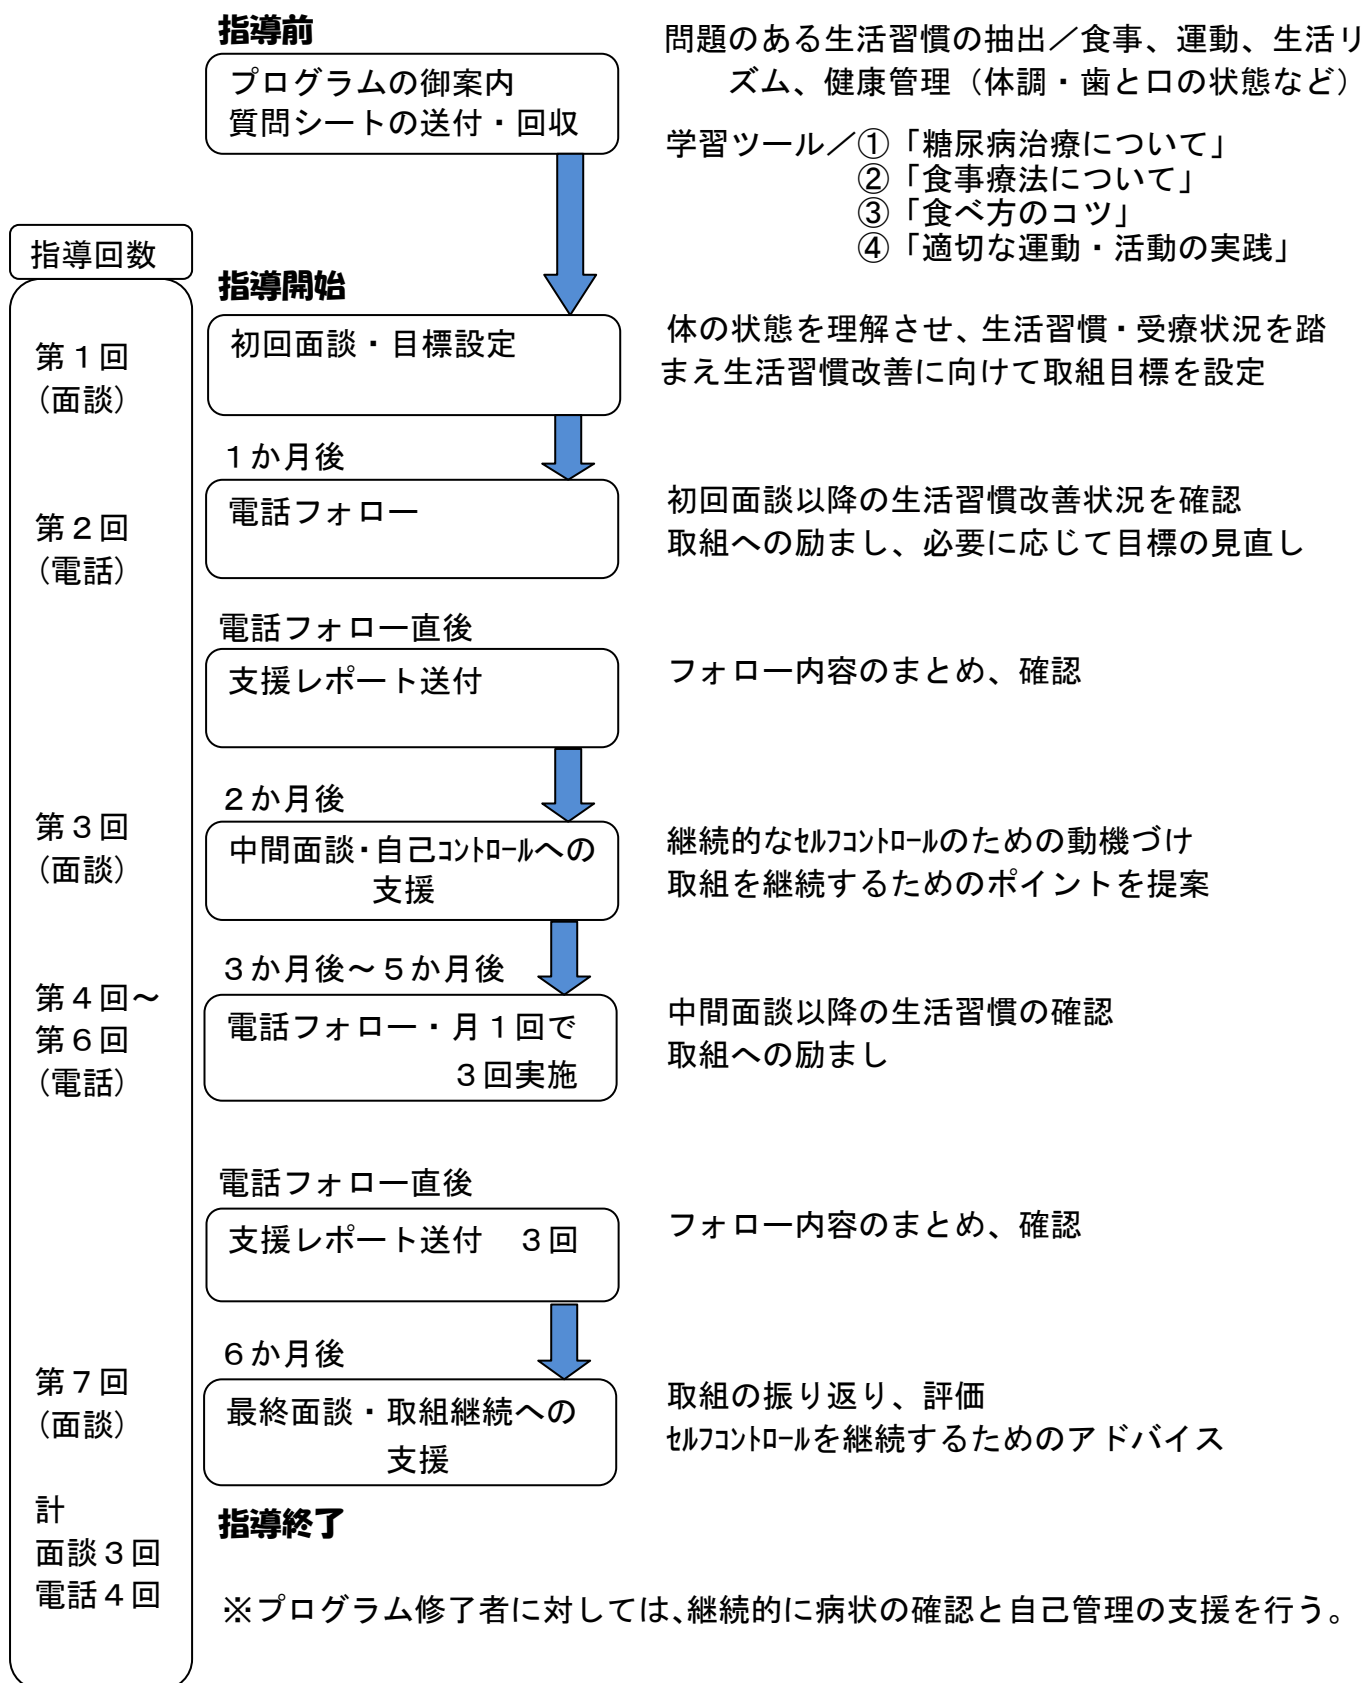 指導前
プログラムの御案内
質問シートの送付・回収
問題のある生活習慣の抽出／食事、運動、生活リ
ズム、健康管理（体調・歯と口の状態など）
学習ツール／①「糖尿病治療について」
②「食事療法について」
③「食べ方のコツ」
④「適切な運動・活動の実践」
指導回数
指導開始
第１回
（面談）
初回面談・目標設定
体の状態を理解させ、生活習慣・受療状況を踏
まえ生活習慣改善に向けて取組目標を設定
１か月後
第２回
（電話）
電話フォロー
初回面談以降の生活習慣改善状況を確認
取組への励まし、必要に応じて目標の見直し
電話フォロー直後
支援レポート送付
フォロー内容のまとめ、確認
２か月後
第３回
（面談）
中間面談・自己ｺﾝﾄﾛｰﾙへの
支援
継続的なｾﾙﾌｺﾝﾄﾛｰﾙのための動機づけ
取組を継続するためのポイントを提案
３か月後～５か月後
第４回～
第６回
（電話）
電話フォロー・月１回で
３回実施
中間面談以降の生活習慣の確認
取組への励まし
電話フォロー直後
支援レポート送付　３回
フォロー内容のまとめ、確認
６か月後
第７回
（面談）
最終面談・取組継続への
支援
取組の振り返り、評価
ｾﾙﾌｺﾝﾄﾛｰﾙを継続するためのアドバイス
計
面談３回
電話４回
指導終了
※プログラム修了者に対しては、継続的に病状の確認と自己管理の支援を行う。